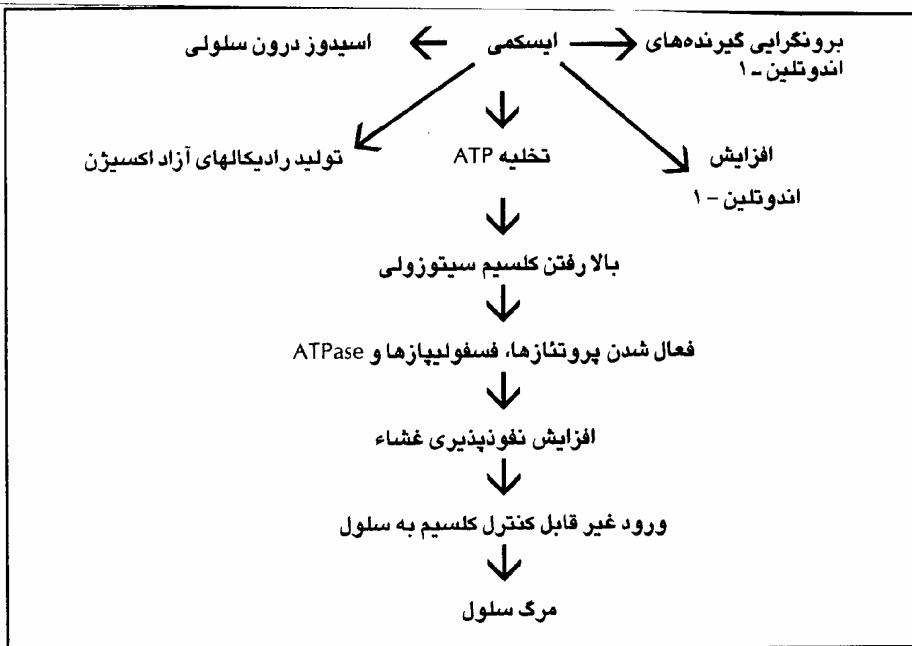 برونگرایی گیرنده‌های
اندوتلین -۱
ایسکمی
اسیدوز درون سلولی
افزایش
اندوتلین -۱
تخلیه ATP
تولید رادیکالهای آزاد اکسیژن
بالا رفتن کلسیم سیتوزولی
فعال شدن پروتئازها، فسفولیپازها و ATPase
افزایش نفوذپذیری غشاء
ورود غیر قابل کنترل کلسیم به سلول
مرگ سلول